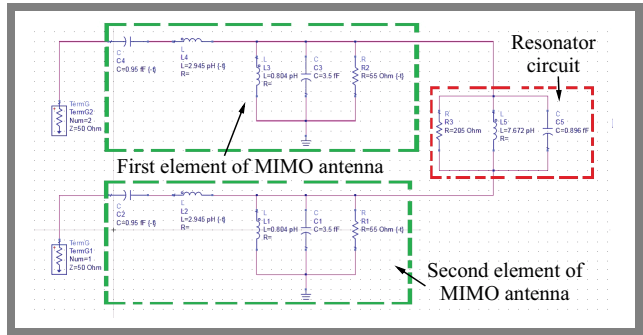 C
C4
C=0.95 fF {-t}
L
L4
L=2.945 pH {-t}
R=
L
L3
L=0.804 pH
R=
C
C3
C=3.5 fF
R
R2
R=55 Ohm {-t}
TermG
TermG2
Num=2
Z=50 Ohm
Resonator
circuit
R
R3
R=205 Ohm
L
L5
L=7.672 pH
R=
C
C5
C=0.896 fF
First element of MIMO antenna
C
C2
C=0.95 fF {-t}
L
L2
L=2.945 pH {-t}
R=
L
L1
L=0.804 pH
R=
C
C1
C=3.5 fF
R
R1
R=55 Ohm {-t}
TermG
TermG1
Num=1
Z=50 Ohm
Second element of
MIMO antenna